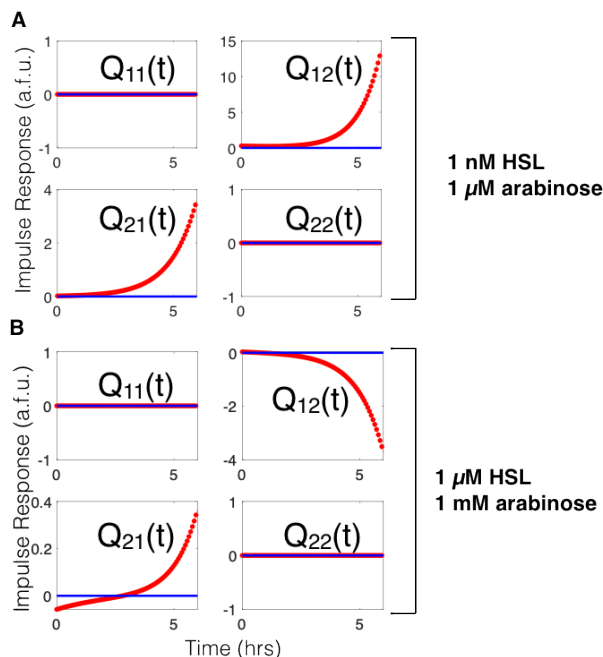 A
Impulse Response (a.f.u.)
1
0
-1
0
5
Q11(t)
15
10
5
0
0
5
Q12(t)
4
2
0
0
5
Q21(t)
1
0
-1
0
5
Q22(t)
1 nM HSL
1 µM arabinose
B
Impulse Response (a.f.u.)
1
0
-1
0
5
Q11(t)
0
-2
-4
0
5
Q12(t)
0.4
0.2
0
0
5
Q21(t)
1
0
-1
0
5
Q22(t)
1 µM HSL
1 mM arabinose
Time (hrs)